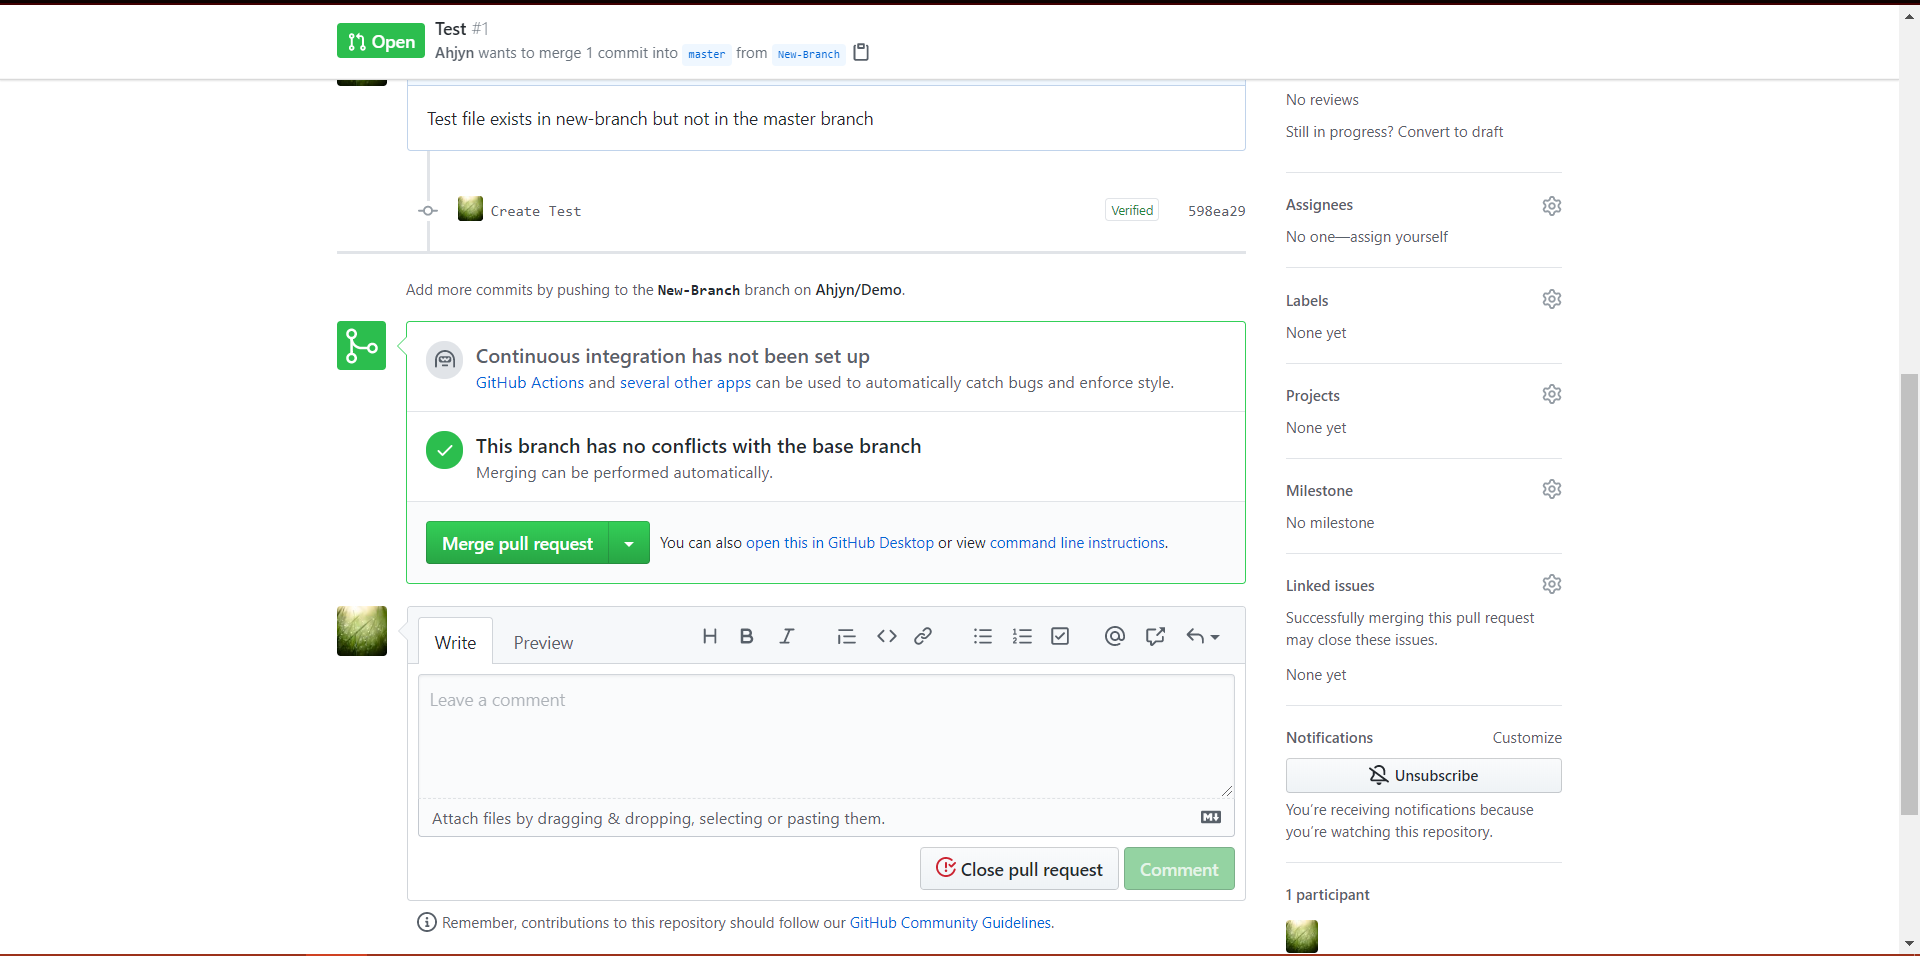 Open
Test #1
Ahjyn wants to merge 1 commit into master from New-Branch
Test file exists in new-branch but not in the master branch
Create Test Verified 598ea29
Add more commits by pushing to the New-Branch branch on Ahjyn/Demo.
Continuous integration has not been set up
GitHub Actions and several other apps can be used to automatically catch bugs and enforce style.
This branch has no conflicts with the base branch
Merging can be performed automatically.
Merge pull request You can also open this in GitHub Desktop or view command line instructions.
Write Preview
Leave a comment
Attach files by dragging & dropping, selecting or pasting them.
Close pull request Comment
Remember, contributions to this repository should follow our GitHub Community Guidelines.
No reviews
Still in progress? Convert to draft
Assignees
No one—assign yourself
Labels
None yet
Projects
None yet
Milestone
No milestone
Linked issues
Successfully merging this pull request
may close these issues.
None yet
Notifications Customize
Unsubscribe
You’re receiving notifications because
you’re watching this repository.
1 participant